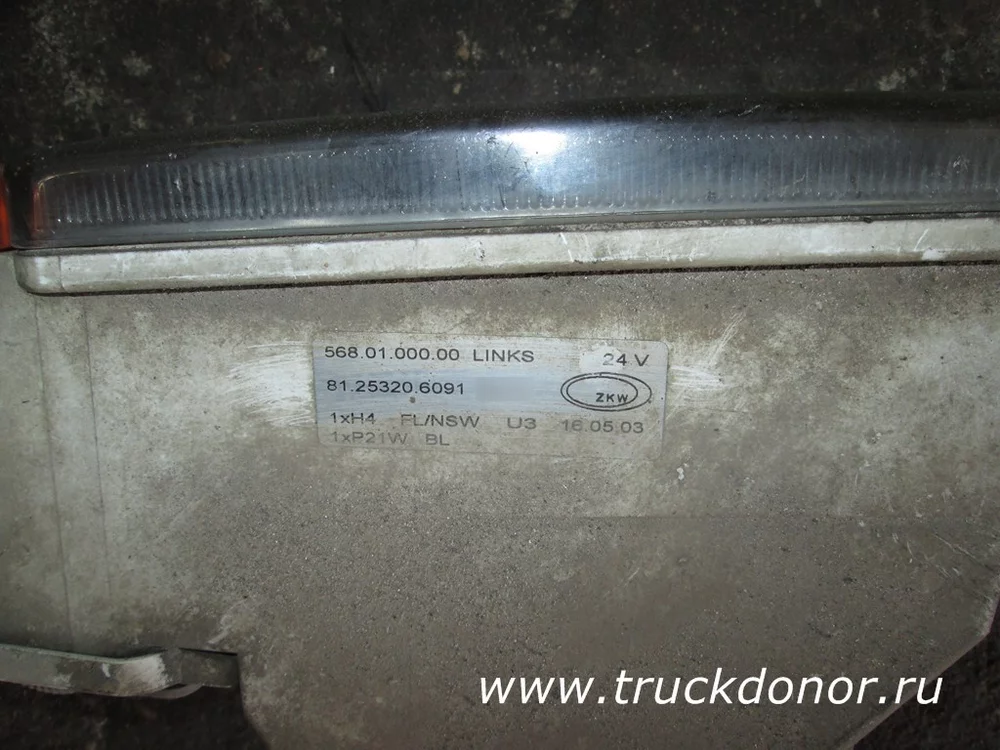 568.01.000.00 LINKS 24 V
81.25320.6091 ZKW
1xH4 FL/NSW U3 16.05.03
1xP21W BL
www.truckdonor.ru